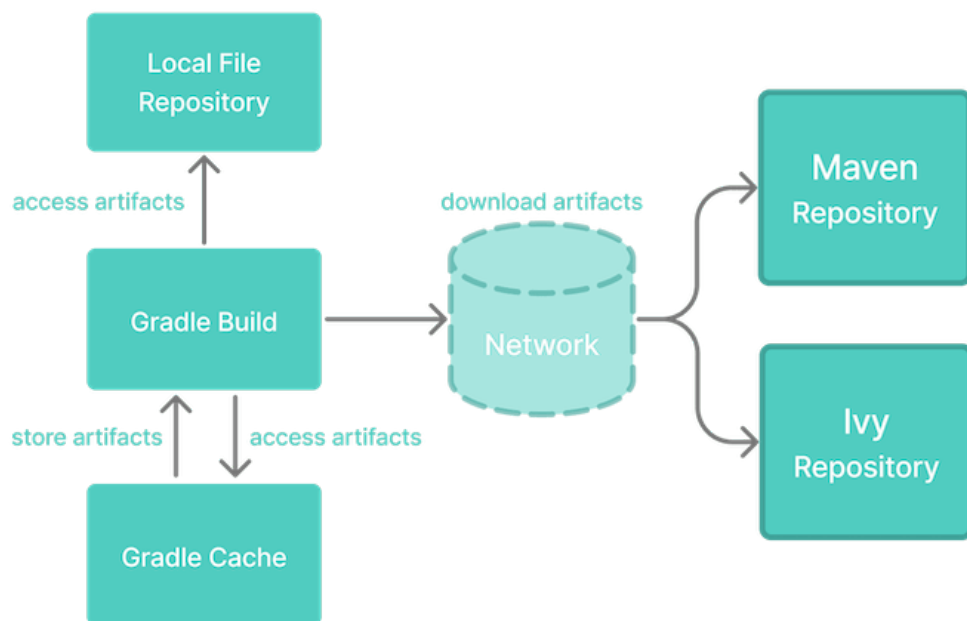 Local File
Repository
access artifacts
download artifacts
Maven
Repository
Gradle Build
Network
store artifacts
access artifacts
Ivy
Repository
Gradle Cache